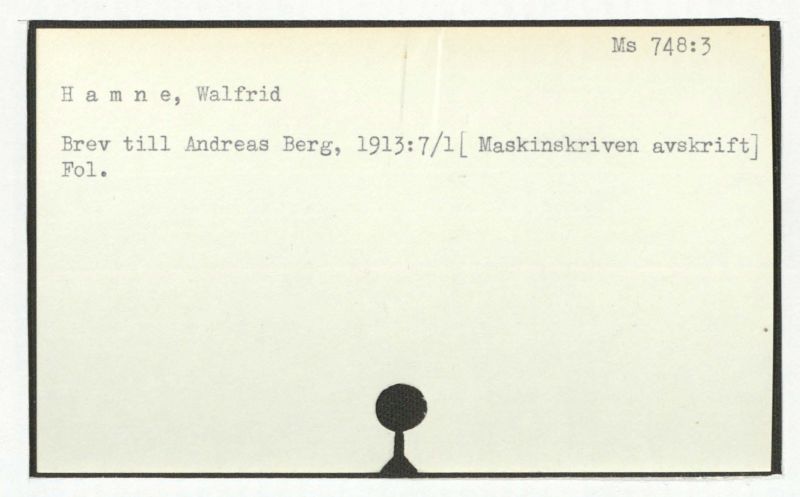 Ms 748:3
H a m n e, Walfrid
Brev till Andreas Berg, 1913:7/1[ Maskinskriven avskrift]
Fol.